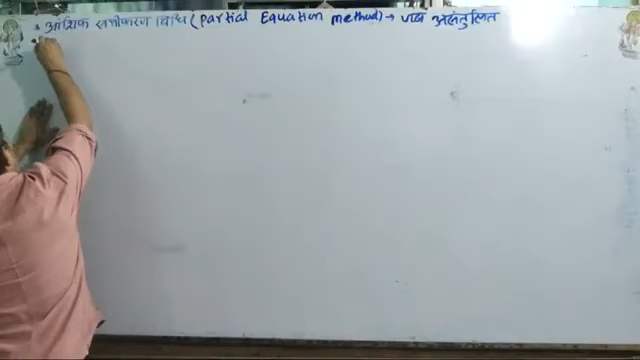 * आंशिक समीकरण विधि (Partial Equation method) → जब असंतुलित